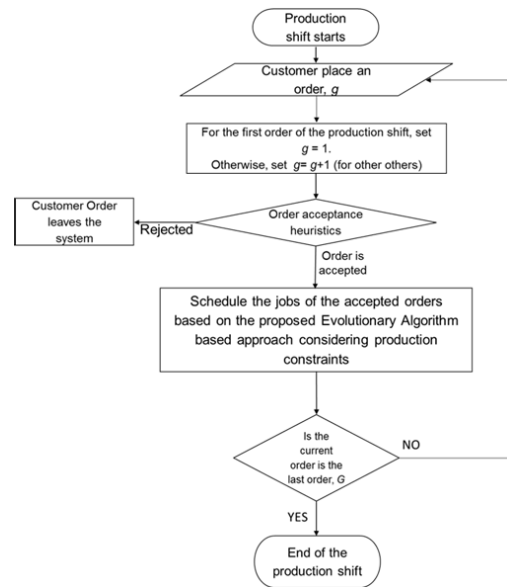 Production
shift starts
Customer place an
order, g
For the first order of the production shift, set
g = 1.
Otherwise, set g= g+1 (for other others)
Customer Order
leaves the
system
Rejected
Order acceptance
heuristics
Order is
accepted
Schedule the jobs of the accepted orders
based on the proposed Evolutionary Algorithm
based approach considering production
constraints
Is the
current
order is the
last order, G
NO
YES
End of the
production shift